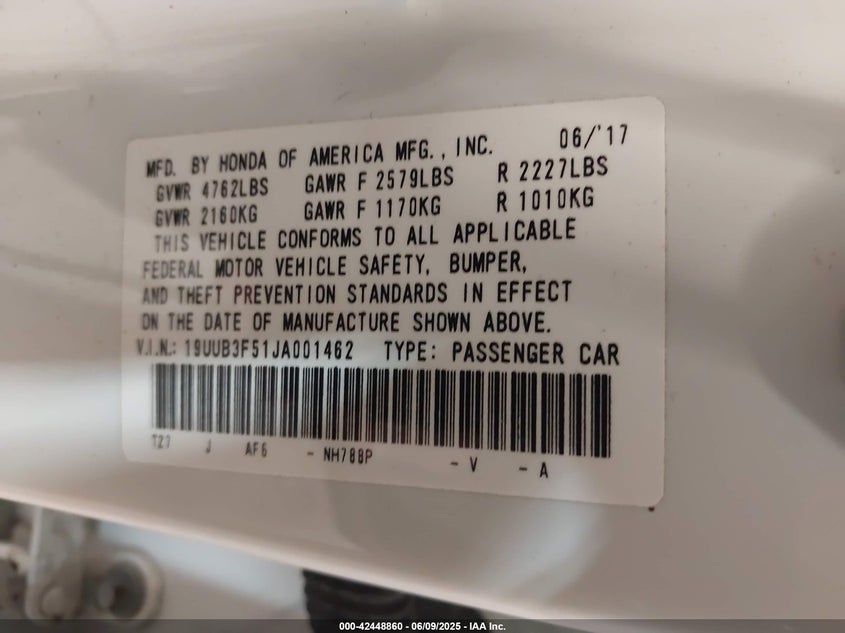 MFD. BY HONDA OF AMERICA MFG., INC. 06/'17
GVWR 4762LBS GAWR F 2579LBS R 2227LBS
GVWR 2160KG GAWR F 1170KG R 1010KG
THIS VEHICLE CONFORMS TO ALL APPLICABLE
FEDERAL MOTOR VEHICLE SAFETY, BUMPER,
AND THEFT PREVENTION STANDARDS IN EFFECT
ON THE DATE OF MANUFACTURE SHOWN ABOVE.
V.I.N.: 19UUB3F51JA001462 TYPE: PASSENGER CAR
TZ7 J AF6 - NH788P - V - A
000-42448860 - 06/09/2025 - IAA Inc.